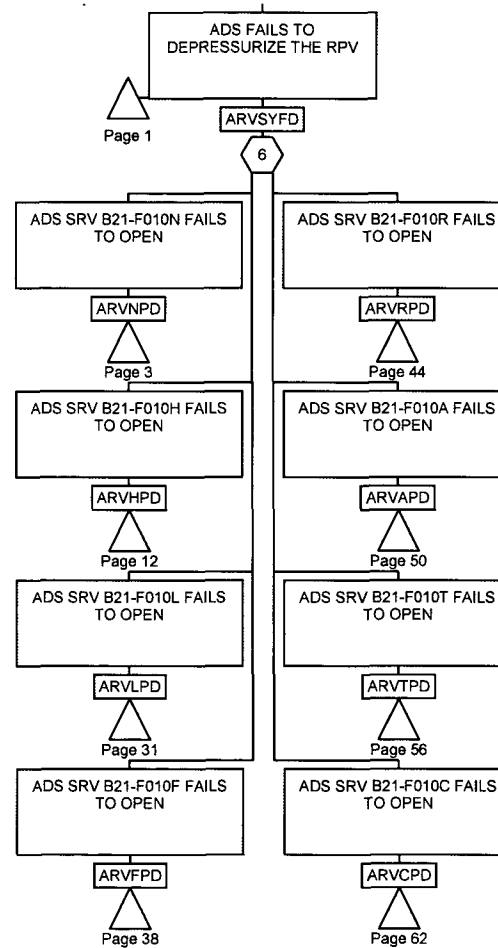 ADS FAILS TO
DEPRESSURIZE THE RPV
Page 1
ARVSYFD
6
ADS SRV B21-F010N FAILS
TO OPEN
ARVNPD
Page 3
ADS SRV B21-F010R FAILS
TO OPEN
ARVRPD
Page 44
ADS SRV B21-F010H FAILS
TO OPEN
ARVHPD
Page 12
ADS SRV B21-F010A FAILS
TO OPEN
ARVAPD
Page 50
ADS SRV B21-F010L FAILS
TO OPEN
ARVLPD
Page 31
ADS SRV B21-F010T FAILS
TO OPEN
ARVTPD
Page 56
ADS SRV B21-F010F FAILS
TO OPEN
ARVFPD
Page 38
ADS SRV B21-F010C FAILS
TO OPEN
ARVCPD
Page 62